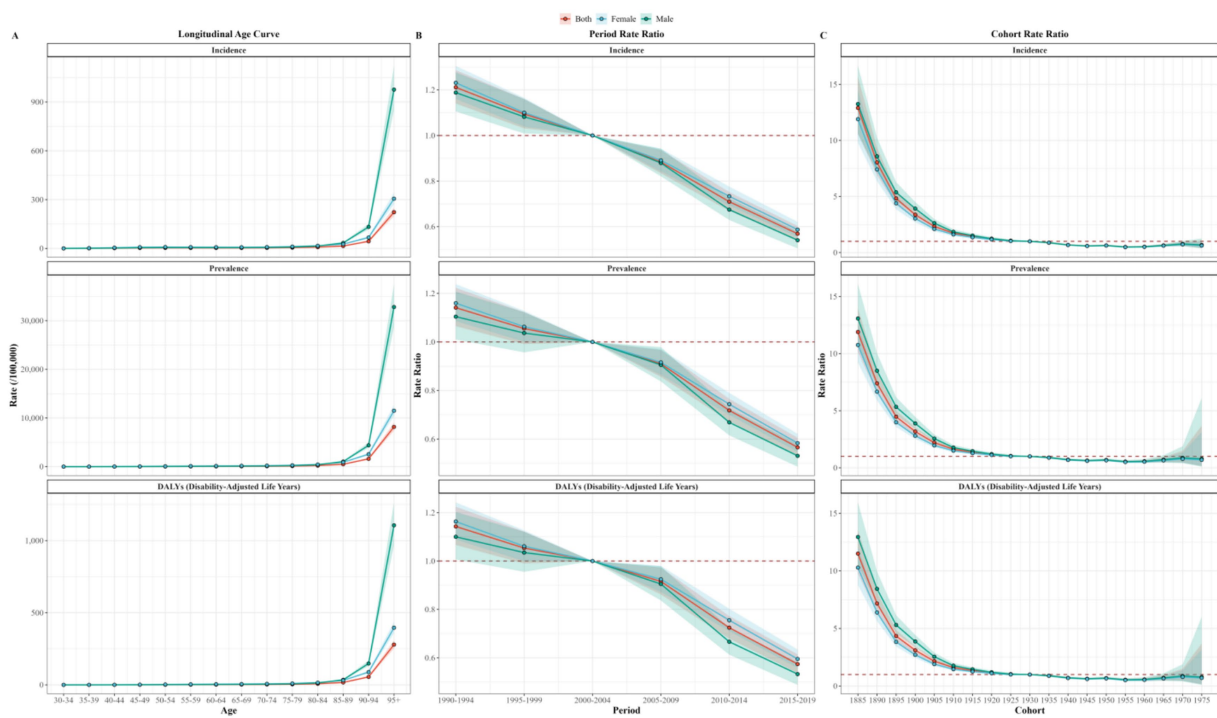 Both Female Male
A Longitudinal Age Curve B Period Rate Ratio C Cohort Rate Ratio
Incidence Incidence Incidence
900
600
300
0
1.2
1.0
0.8
0.6
15
10
5
0
Prevalence Prevalence Prevalence
30,000
20,000
10,000
0
1.2
1.0
0.8
0.6
15
10
5
0
Rate (/100,000)
Rate Ratio
Rate Ratio
DALYs (Disability-Adjusted Life Years) DALYs (Disability-Adjusted Life Years) DALYs (Disability-Adjusted Life Years)
1,000
500
0
1.2
1.0
0.8
0.6
15
10
5
0
30-34 35-39 40-44 45-49 50-54 55-59 60-64 65-69 70-74 75-79 80-84 85-89 90-94 95+
1990-1994 1995-1999 2000-2004 2005-2009 2010-2014 2015-2019
1885 1890 1895 1900 1905 1910 1915 1920 1925 1930 1935 1940 1945 1950 1955 1960 1965 1970 1975
Age Period Cohort